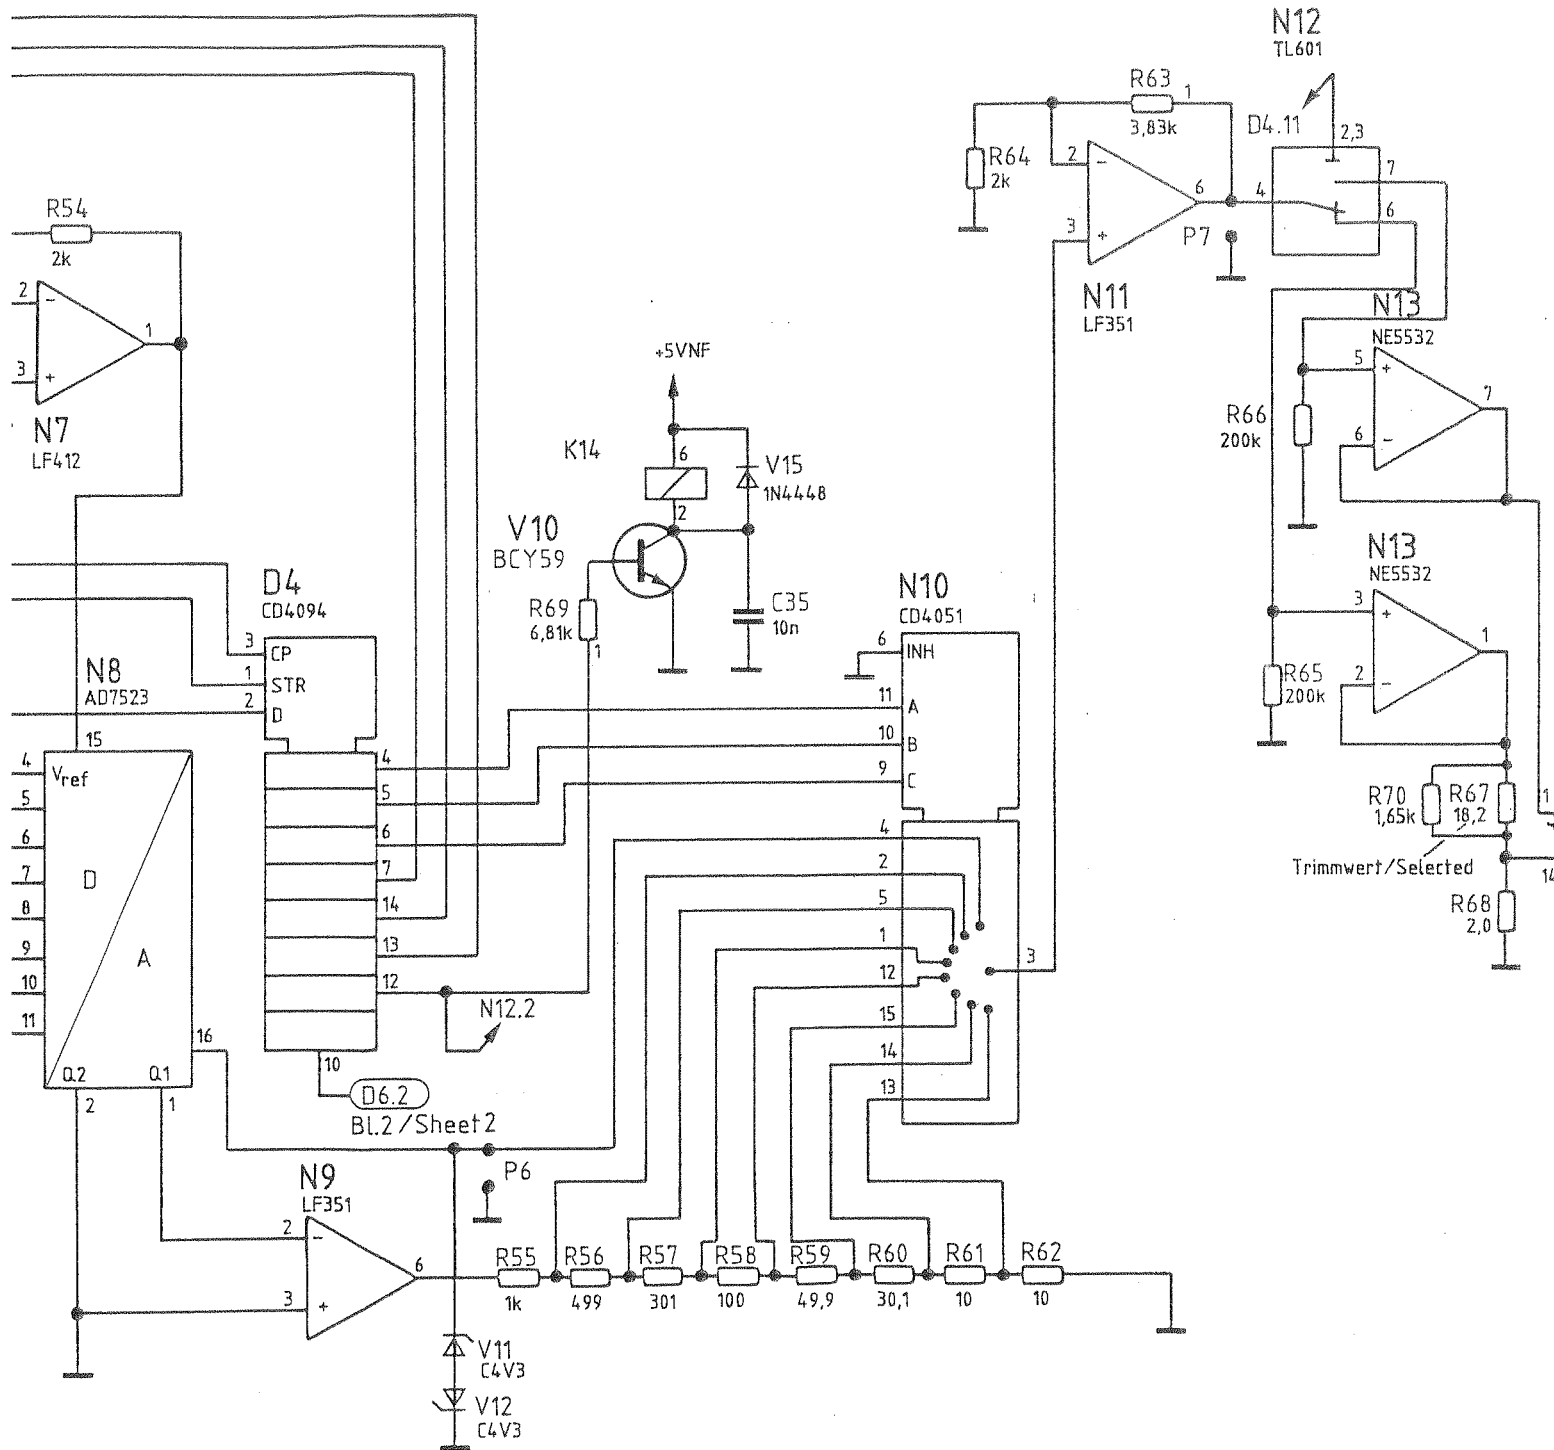 N12
TL601
R63
1
3,83k
D4.11
2,3
R64
2k
2
−
3
+
6
4
7
6
P7
N11
LF351
R54
2k
2
−
3
+
1
N7
LF412
N13
NE5532
5
+
6
−
7
R66
200k
+5VNF
K14
6
2
V15
1N4448
V10
BCY59
R69
6,81k
1
C35
10n
N13
NE5532
3
+
2
−
1
R65
200k
R70
1,65k
R67
18,2
1
Trimmwert/Selected
14
R68
2,0
D4
CD4094
3
CP
1
STR
2
D
4
5
6
7
14
13
12
10
N12.2
D6.2
Bl.2/Sheet2
N8
AD7523
15
Vref
4
5
6
7
8
9
10
11
D
A
16
Q2
Q1
2
1
N10
CD4051
6
INH
11
A
10
B
9
C
4
2
5
1
12
15
14
13
3
P6
N9
LF351
2
−
3
+
6
R55
1k
R56
499
R57
301
R58
100
R59
49,9
R60
30,1
R61
10
R62
10
V11
C4V3
V12
C4V3